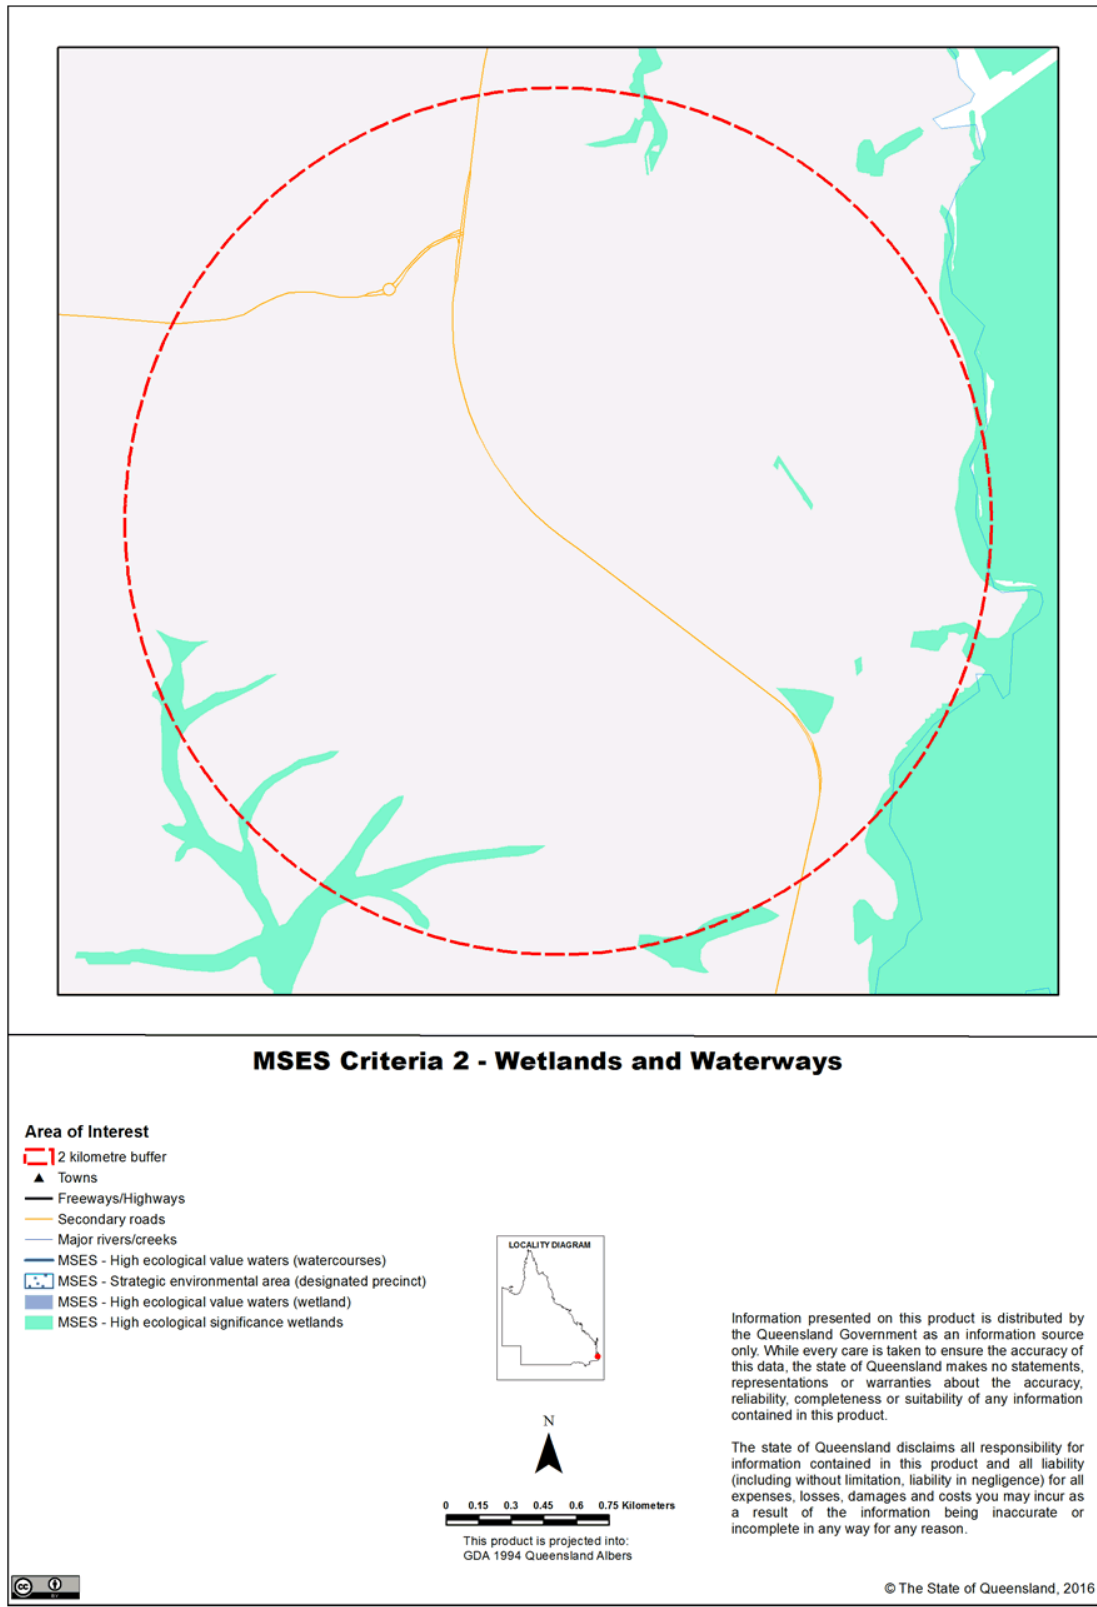 MSES Criteria 2 - Wetlands and Waterways
Area of Interest
2 kilometre buffer
Towns
Freeways/Highways
Secondary roads
Major rivers/creeks
MSES - High ecological value waters (watercourses)
MSES - Strategic environmental area (designated precinct)
MSES - High ecological value waters (wetland)
MSES - High ecological significance wetlands
LOCALITY DIAGRAM
N
0 0.15 0.3 0.45 0.6 0.75 Kilometers
This product is projected into:
GDA 1994 Queensland Albers
Information presented on this product is distributed by
the Queensland Government as an information source
only. While every care is taken to ensure the accuracy of
this data, the state of Queensland makes no statements,
representations or warranties about the accuracy,
reliability, completeness or suitability of any information
contained in this product.
The state of Queensland disclaims all responsibility for
information contained in this product and all liability
(including without limitation, liability in negligence) for all
expenses, losses, damages and costs you may incur as
a result of the information being inaccurate or
incomplete in any way for any reason.
cc
BY
© The State of Queensland, 2016